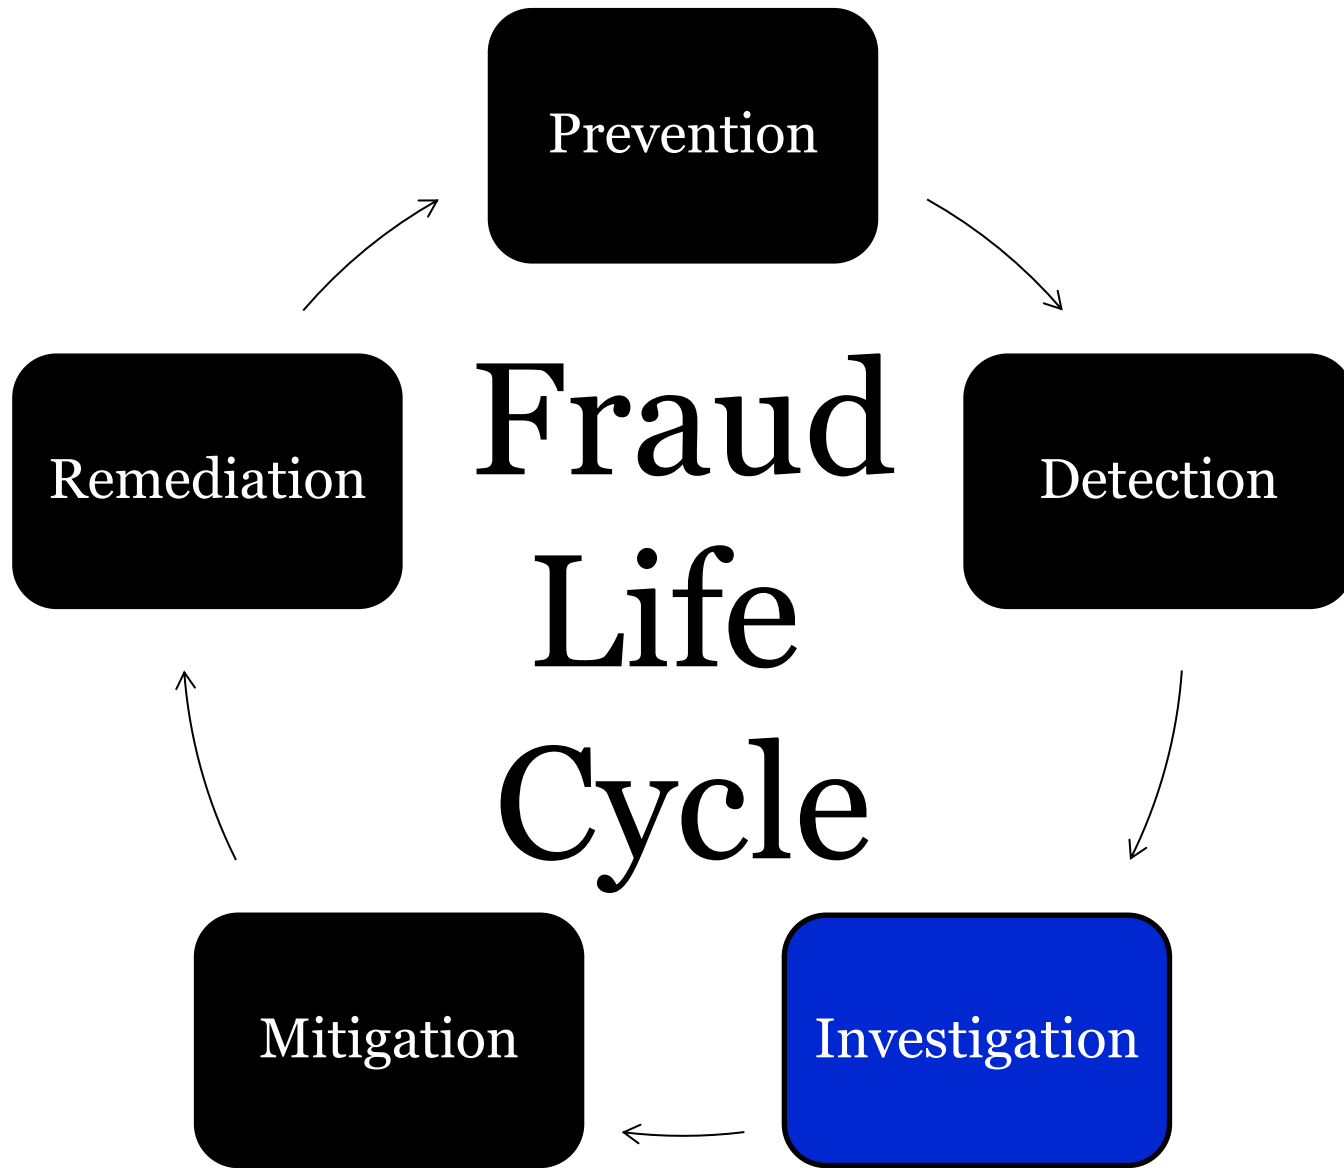 Prevention
Remediation
Fraud
Life
Cycle
Detection
Mitigation
Investigation